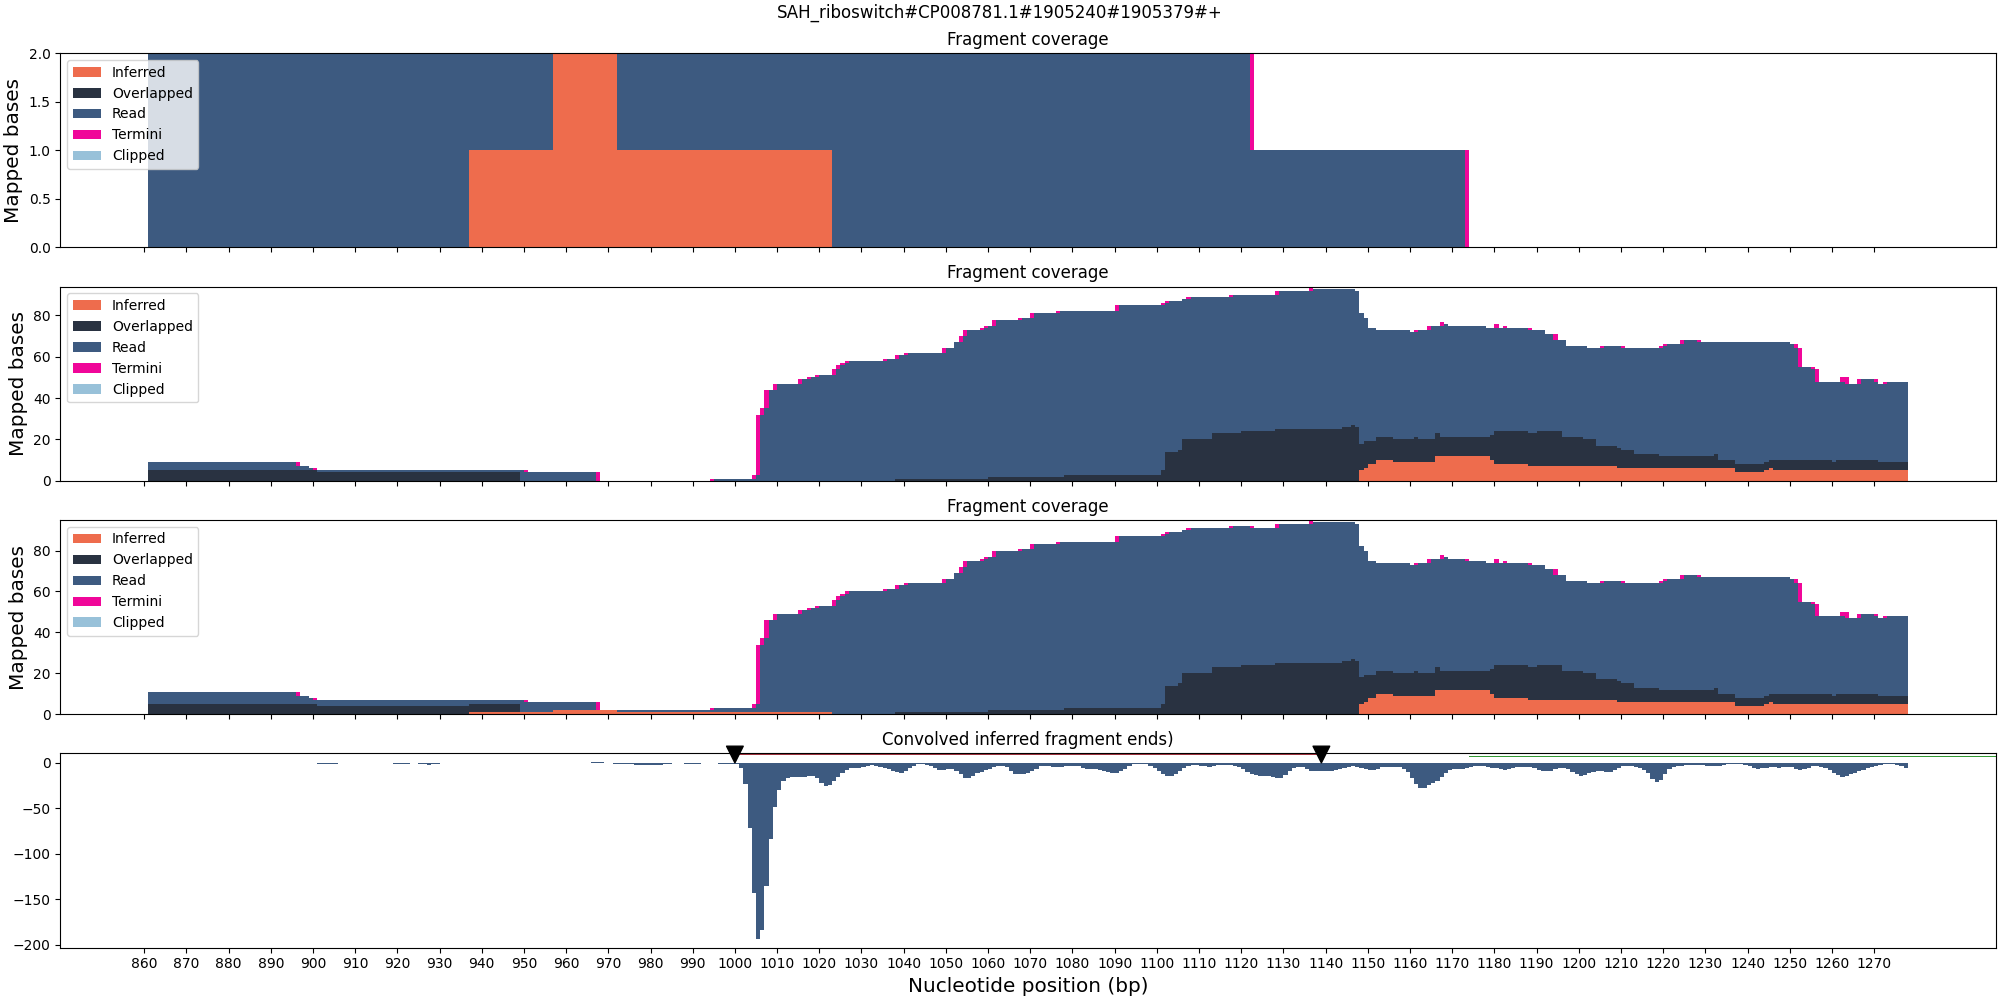 SAH_riboswitch#CP008781.1#1905240#1905379#+
Fragment coverage
Mapped bases
2.0
1.5
1.0
0.5
0.0
Inferred
Overlapped
Read
Termini
Clipped
Fragment coverage
Mapped bases
80
60
40
20
0
Inferred
Overlapped
Read
Termini
Clipped
Fragment coverage
Mapped bases
80
60
40
20
0
Inferred
Overlapped
Read
Termini
Clipped
Convolved inferred fragment ends)
0
−50
−100
−150
−200
860 870 880 890 900 910 920 930 940 950 960 970 980 990 1000 1010 1020 1030 1040 1050 1060 1070 1080 1090 1100 1110 1120 1130 1140 1150 1160 1170 1180 1190 1200 1210 1220 1230 1240 1250 1260 1270
Nucleotide position (bp)